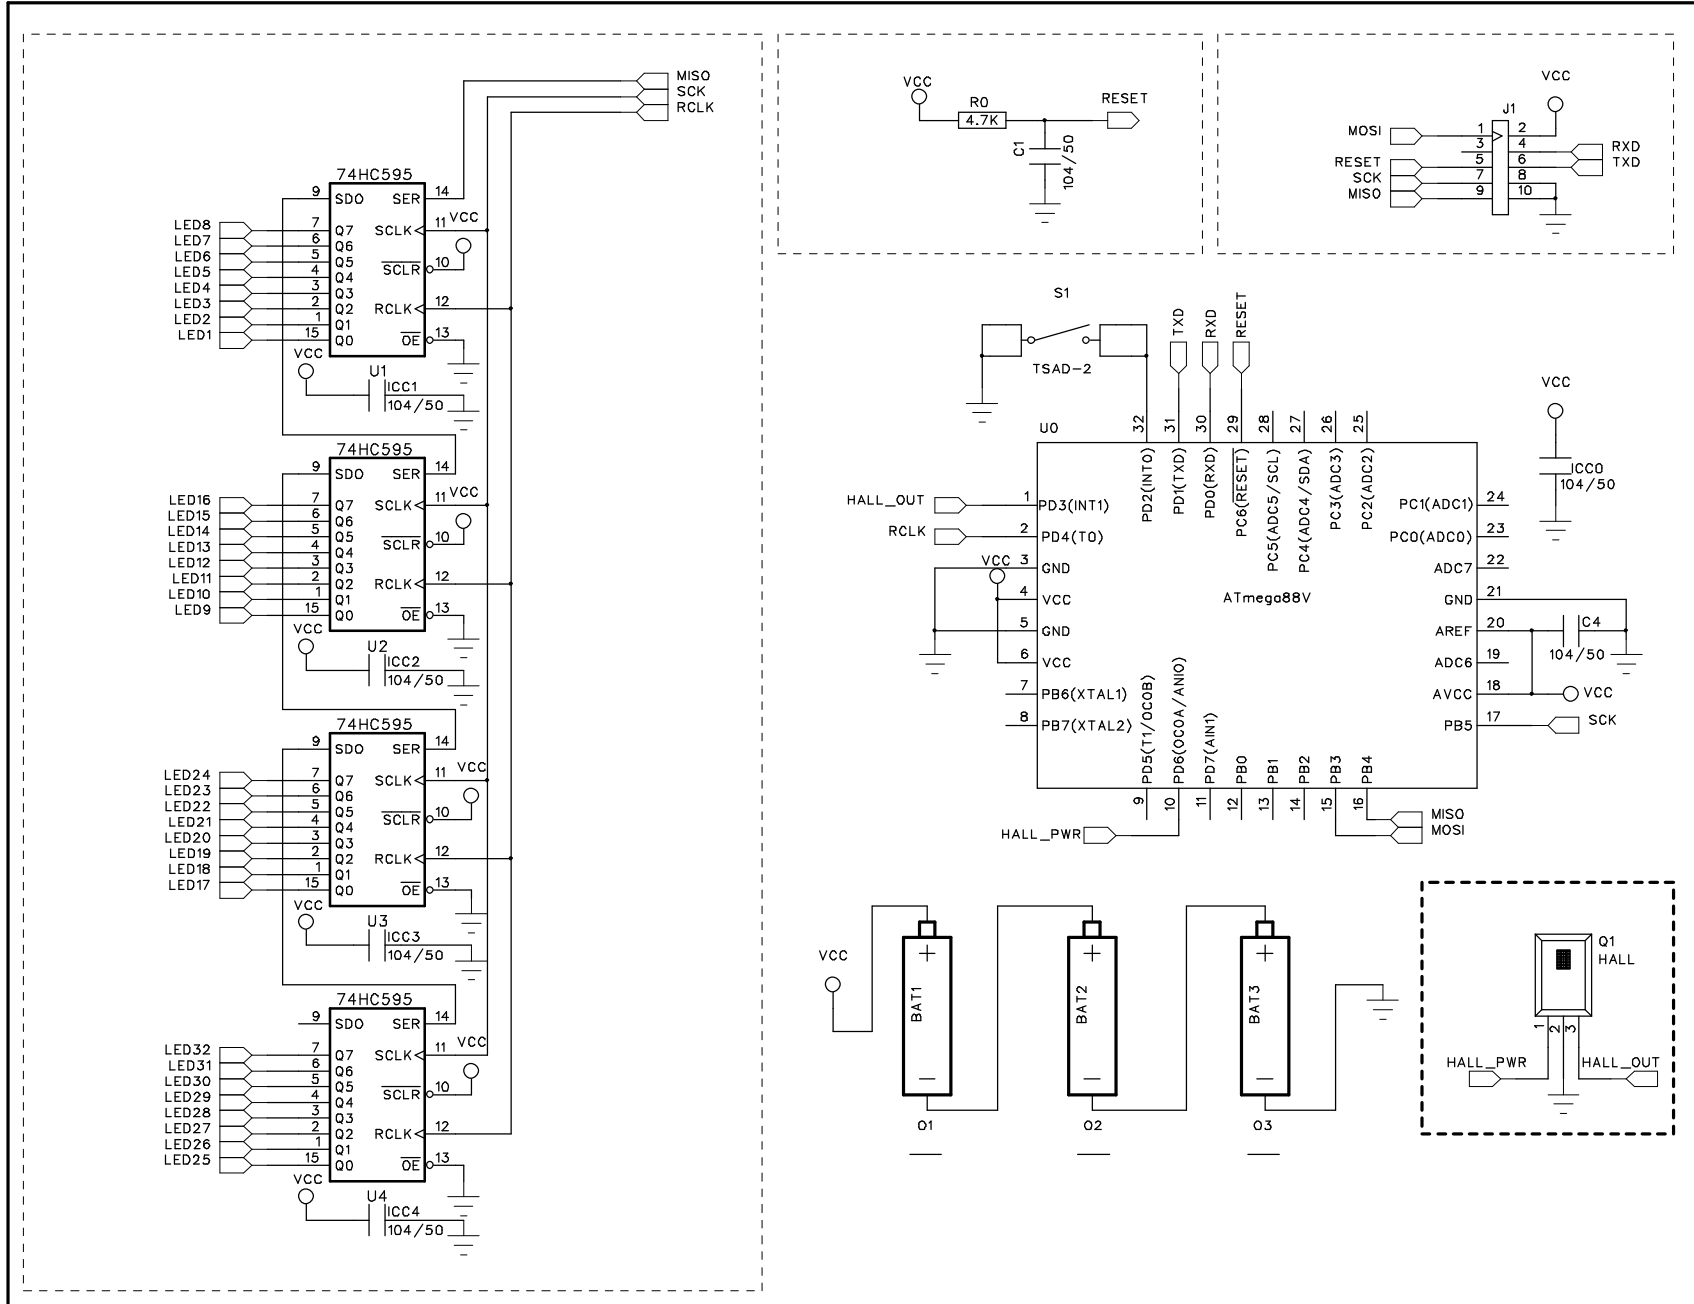 MISO
SCK
RCLK
74HC595
9 SDO SER 14
LED8 7 Q7 SCLK 11 VCC
LED7 6 Q6
LED6 5 Q5 SCLR 10
LED5 4 Q4
LED4 3 Q3
LED3 2 Q2 RCLK 12
LED2 1 Q1
LED1 15 Q0 OE 13
VCC
U1
ICC1
104/50
74HC595
9 SDO SER 14
LED16 7 Q7 SCLK 11 VCC
LED15 6 Q6
LED14 5 Q5 SCLR 10
LED13 4 Q4
LED12 3 Q3
LED11 2 Q2 RCLK 12
LED10 1 Q1
LED9 15 Q0 OE 13
VCC
U2
ICC2
104/50
74HC595
9 SDO SER 14
LED24 7 Q7 SCLK 11 VCC
LED23 6 Q6
LED22 5 Q5 SCLR 10
LED21 4 Q4
LED20 3 Q3
LED19 2 Q2 RCLK 12
LED18 1 Q1
LED17 15 Q0 OE 13
VCC
U3
ICC3
104/50
74HC595
9 SDO SER 14
LED32 7 Q7 SCLK 11 VCC
LED31 6 Q6
LED30 5 Q5 SCLR 10
LED29 4 Q4
LED28 3 Q3
LED27 2 Q2 RCLK 12
LED26 1 Q1
LED25 15 Q0 OE 13
VCC
U4
ICC4
104/50
VCC
R0
4.7K
RESET
C1
104/50
VCC
J1
MOSI 1 2
3 4 RXD
RESET 5 6 TXD
SCK 7 8
MISO 9 10
S1
TSAD-2
TXD
RXD
RESET
U0
32 31 30 29 28 27 26 25
PD2(INT0)
PD1(TXD)
PD0(RXD)
PC6(RESET)
PC5(ADC5/SCL)
PC4(ADC4/SDA)
PC3(ADC3)
PC2(ADC2)
HALL_OUT 1 PD3(INT1)
RCLK 2 PD4(T0)
VCC 3 GND
4 VCC
5 GND
6 VCC
7 PB6(XTAL1)
8 PB7(XTAL2)
ATmega88V
PC1(ADC1) 24
PC0(ADC0) 23
ADC7 22
GND 21
AREF 20
ADC6 19
AVCC 18 VCC
PB5 17 SCK
C4
104/50
VCC
ICC0
104/50
PD5(T1/OC0B)
PD6(OC0A/ANI0)
PD7(AIN1)
PB0
PB1
PB2
PB3
PB4
9 10 11 12 13 14 15 16
HALL_PWR
MISO
MOSI
VCC
+ BAT1 —
+ BAT2 —
+ BAT3 —
Q1
Q2
Q3
Q1
HALL
1 2 3
HALL_PWR
HALL_OUT